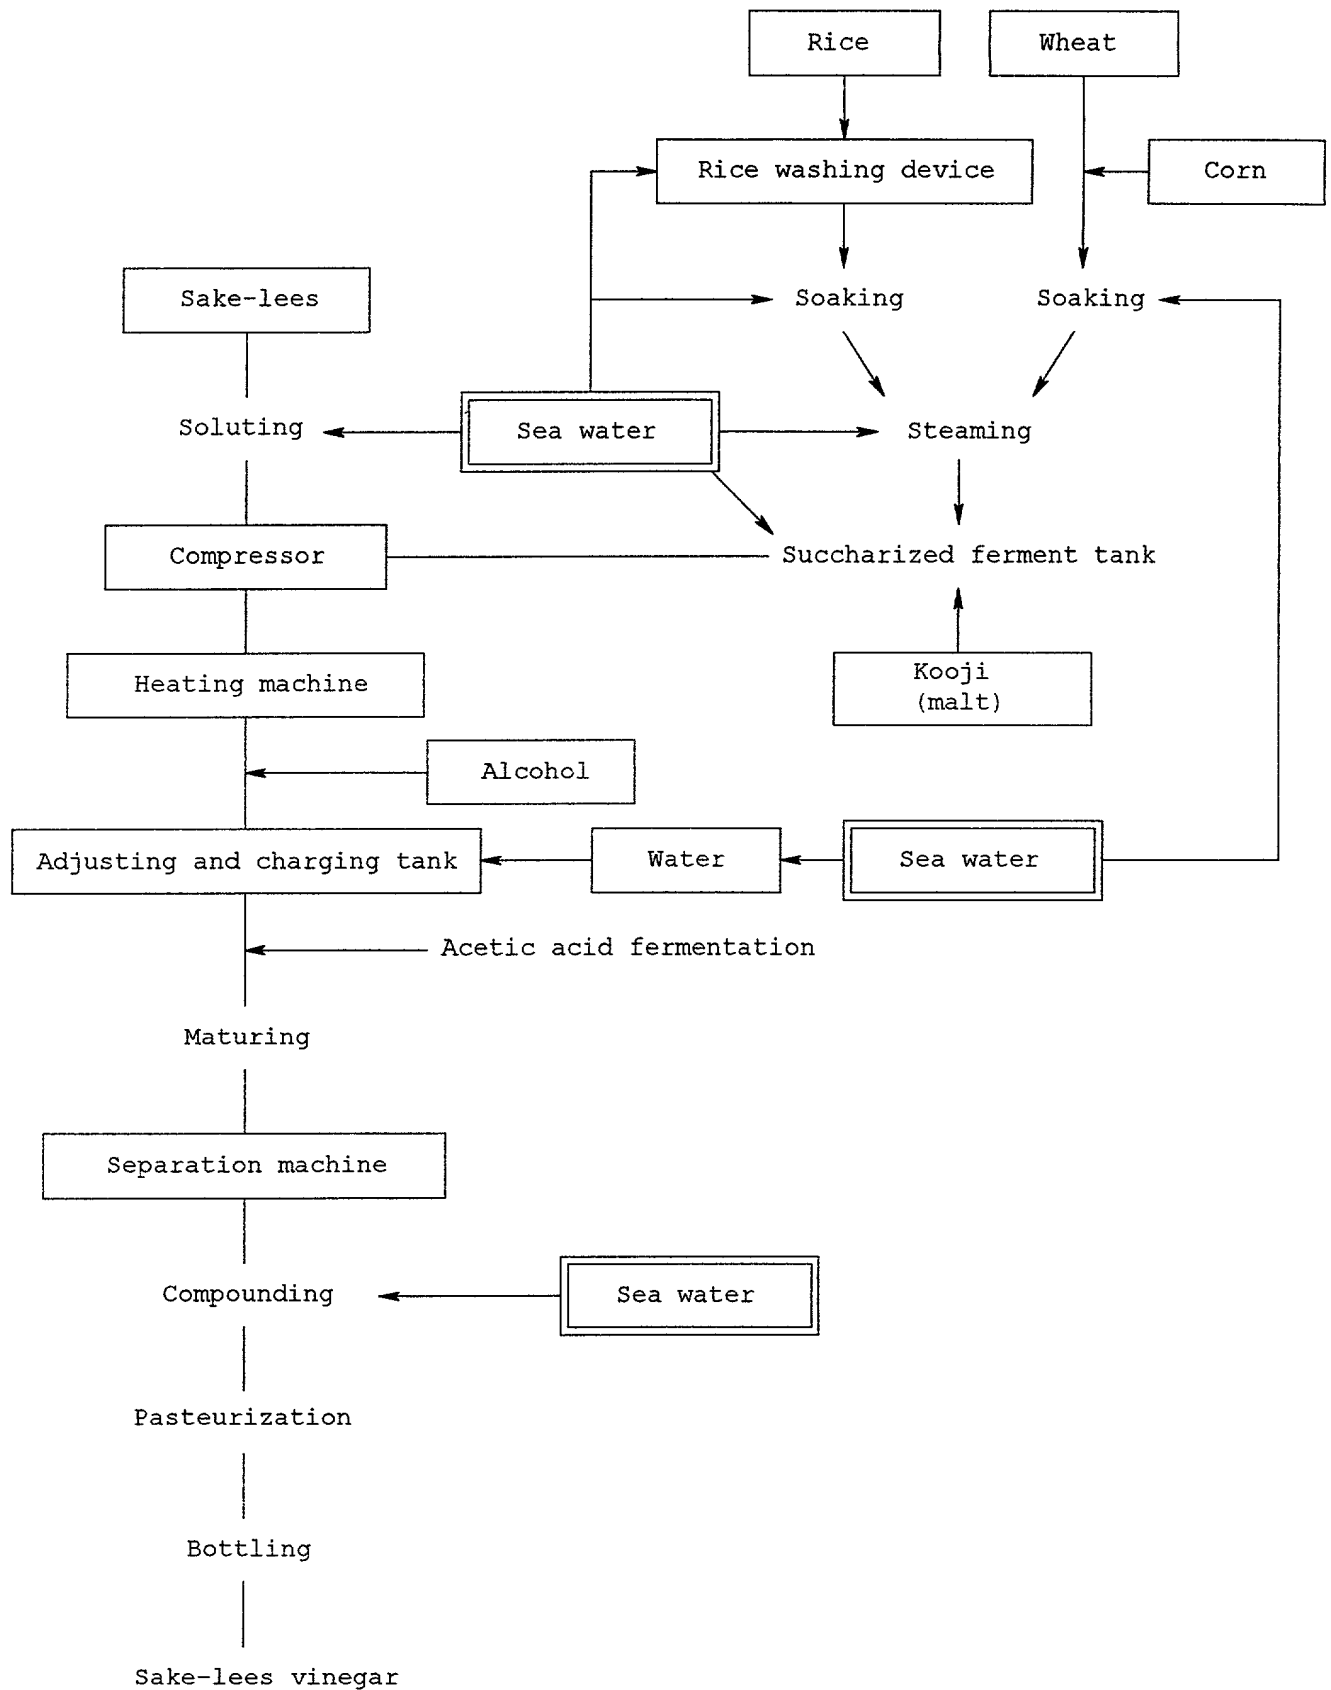 Rice
Wheat
Rice washing device
Corn
Sake-lees
Soaking
Soaking
Soluting
Sea water
Steaming
Compressor
Succharized ferment tank
Heating machine
Kooji
(malt)
Alcohol
Adjusting and charging tank
Water
Sea water
Acetic acid fermentation
Maturing
Separation machine
Compounding
Sea water
Pasteurization
Bottling
Sake-lees vinegar